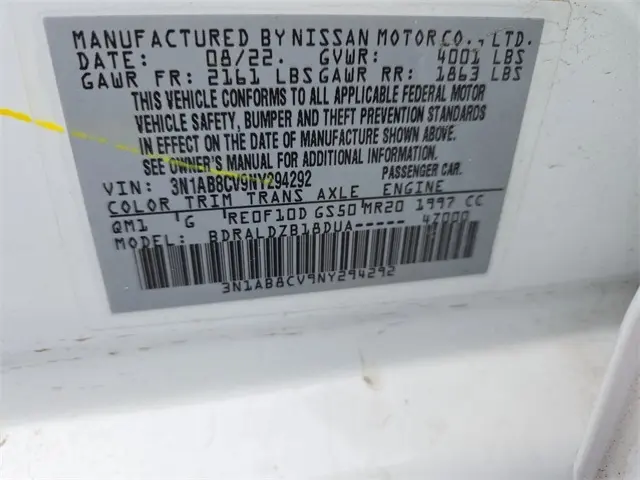 MANUFACTURED BY NISSAN MOTOR CO., LTD.
DATE: 08/22. GVWR: 4001 LBS
GAWR FR: 2161 LBS GAWR RR: 1863 LBS
THIS VEHICLE CONFORMS TO ALL APPLICABLE FEDERAL MOTOR
VEHICLE SAFETY, BUMPER AND THEFT PREVENTION STANDARDS
IN EFFECT ON THE DATE OF MANUFACTURE SHOWN ABOVE.
SEE OWNER'S MANUAL FOR ADDITIONAL INFORMATION
VIN: 3N1AB8CV9NY294292 PASSENGER CAR.
COLOR TRIM TRANS AXLE ENGINE
QM1 G RE0F10D GS50 MR20 1997 CC
MODEL: BDRALDZB18DUA----- 4Z000
3N1AB8CV9NY294292